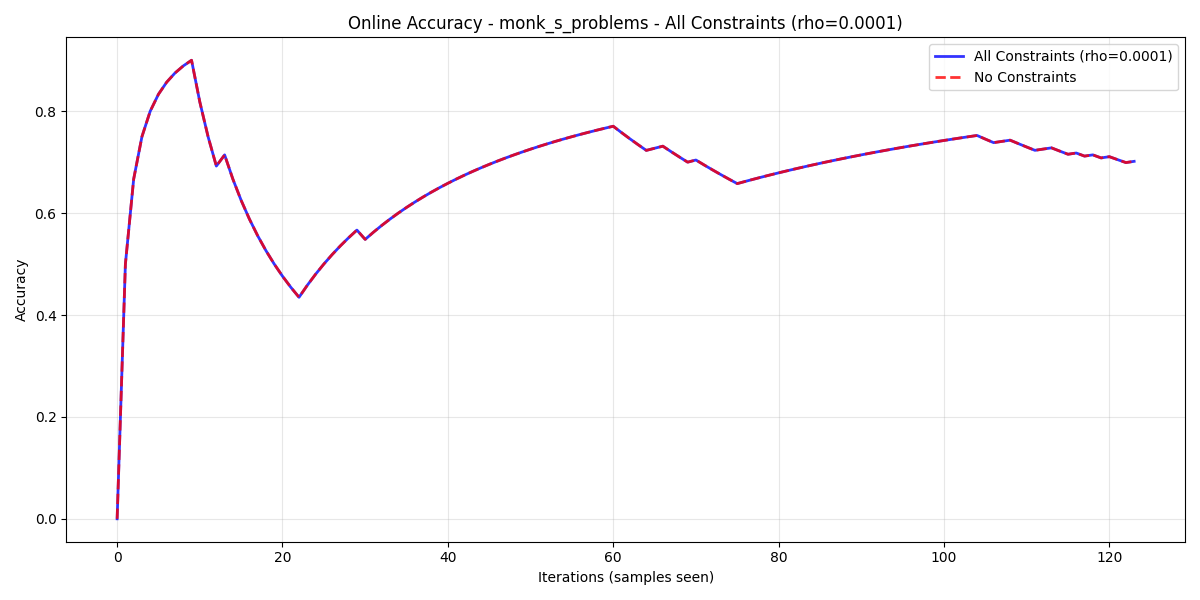 Online Accuracy - monk_s_problems - All Constraints (rho=0.0001)
All Constraints (rho=0.0001)
No Constraints
Accuracy
0.8
0.6
0.4
0.2
0.0
0 20 40 60 80 100 120
Iterations (samples seen)